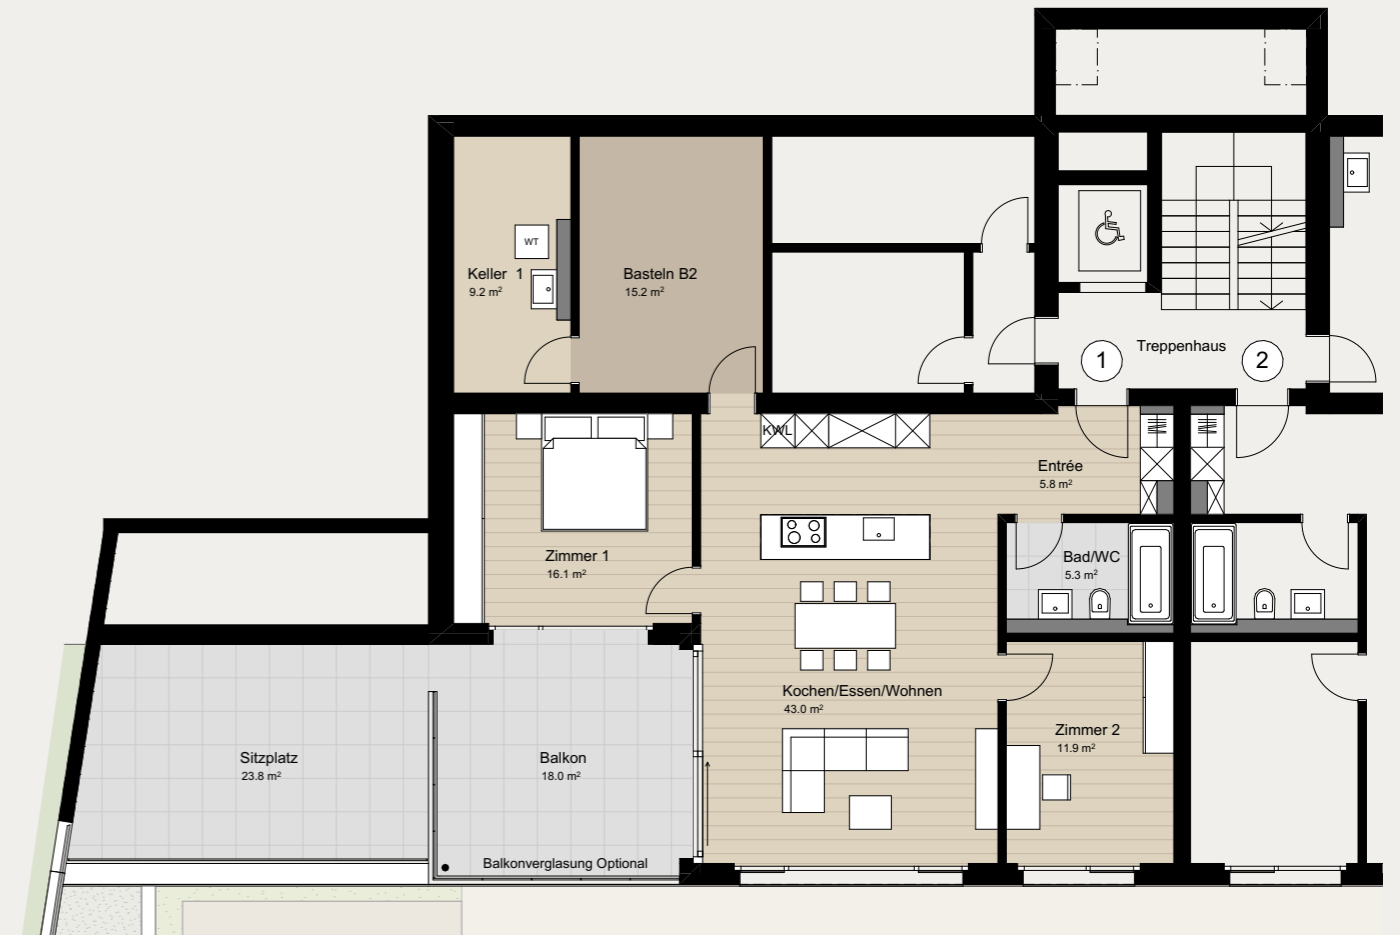 WT
Keller 1
9.2 m²
Basteln B2
15.2 m²
Treppenhaus
1
2
KWL
Entrée
5.8 m²
Zimmer 1
16.1 m²
Bad/WC
5.3 m²
Kochen/Essen/Wohnen
43.0 m²
Zimmer 2
11.9 m²
Sitzplatz
23.8 m²
Balkon
18.0 m²
Balkonverglasung Optional